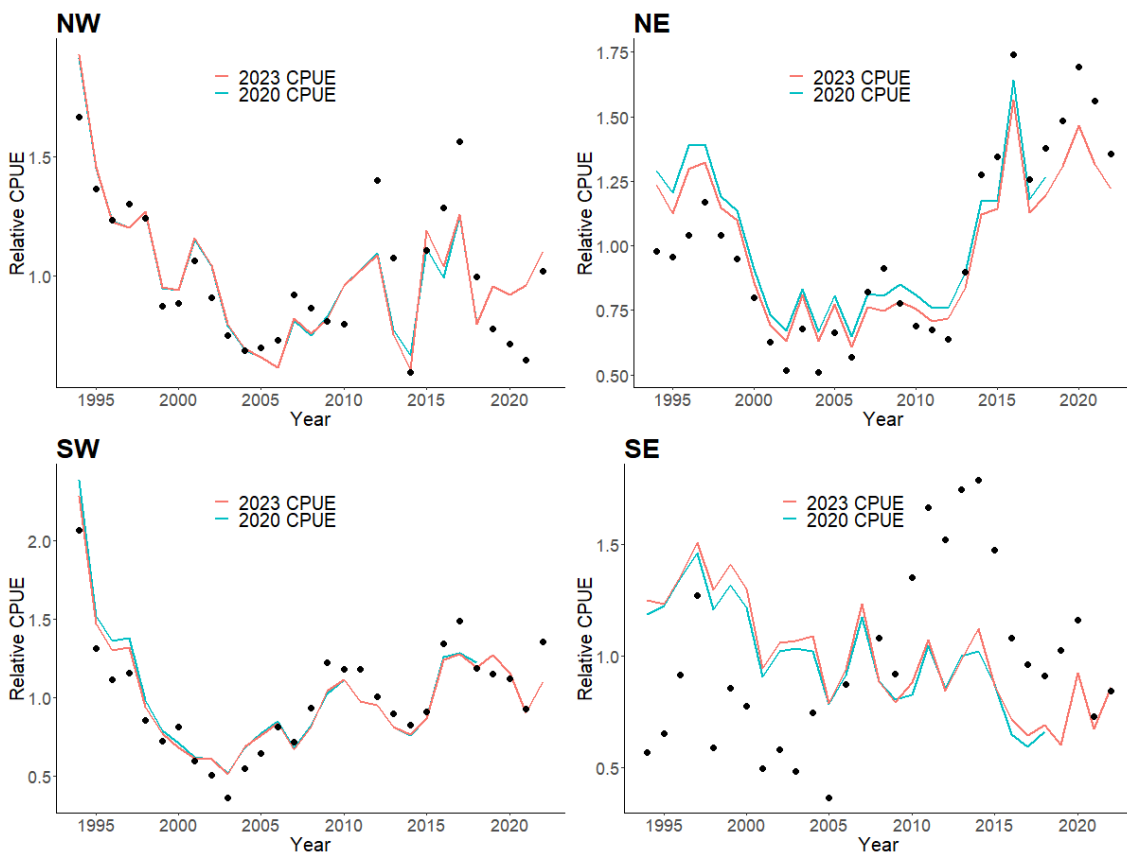 NW
Relative CPUE
1.5
1.0
2023 CPUE
2020 CPUE
1995 2000 2005 2010 2015 2020
Year
NE
Relative CPUE
1.75
1.50
1.25
1.00
0.75
0.50
2023 CPUE
2020 CPUE
1995 2000 2005 2010 2015 2020
Year
SW
Relative CPUE
2.0
1.5
1.0
0.5
2023 CPUE
2020 CPUE
1995 2000 2005 2010 2015 2020
Year
SE
Relative CPUE
1.5
1.0
0.5
2023 CPUE
2020 CPUE
1995 2000 2005 2010 2015 2020
Year